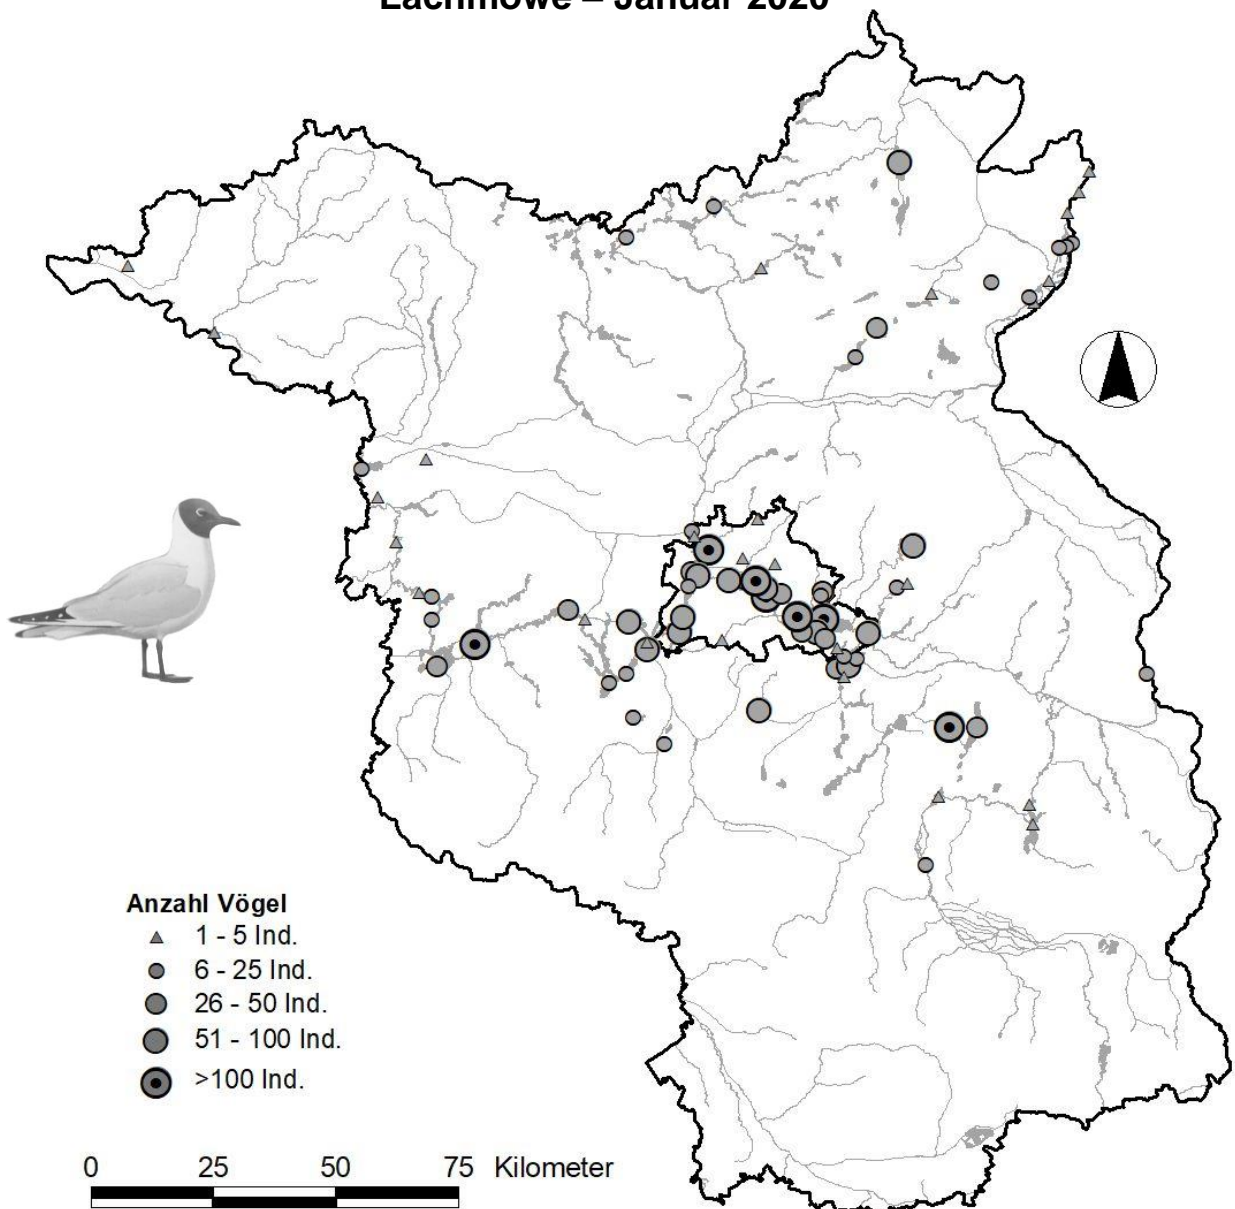 Lachmöwe – Januar 2020
Anzahl Vögel
1 - 5 Ind.
6 - 25 Ind.
26 - 50 Ind.
51 - 100 Ind.
>100 Ind.
0 25 50 75 Kilometer